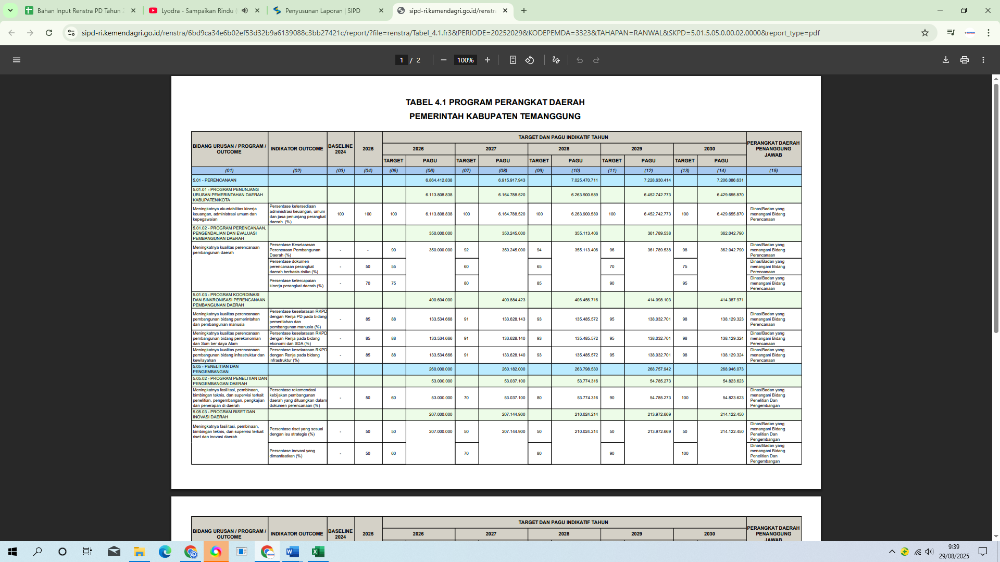 Bahan Input Renstra PD Tahun 2
Lyodra - Sampaikan Rindu (
Penyusunan Laporan | SIPD
sipd-ri.kemendagri.go.id/renstra
sipd-ri.kemendagri.go.id/renstra/6bd9ca34e6b02ef53d32b9a6139088c3bb27421c/report/?file=renstra/Tabel_4.1.fr3&PERIODE=20252029&KODEPEMDA=3323&TAHAPAN=RANWAL&SKPD=5.01.5.05.0.00.02.0000&report_type=pdf
1 / 2
100%
TABEL 4.1 PROGRAM PERANGKAT DAERAH
PEMERINTAH KABUPATEN TEMANGGUNG
BIDANG URUSAN / PROGRAM /
OUTCOME
INDIKATOR OUTCOME
BASELINE
2024
2025
TARGET DAN PAGU INDIKATIF TAHUN
PERANGKAT DAERAH
PENANGGUNG
JAWAB
2026 2027 2028 2029 2030
TARGET PAGU TARGET PAGU TARGET PAGU TARGET PAGU TARGET PAGU
(01) (02) (03) (04) (05) (06) (07) (08) (09) (10) (11) (12) (13) (14) (15)
5.01 - PERENCANAAN 6.864.412.838 6.915.917.943 7.025.470.711 7.228.630.414 7.206.086.631
5.01.01 - PROGRAM PENUNJANG
URUSAN PEMERINTAHAN DAERAH
KABUPATEN/KOTA
6.113.808.838 6.164.788.520 6.263.900.589 6.452.742.773 6.429.655.870
Meningkatnya akuntabilitas kinerja
keuangan, administrasi umum dan
kepegawaian
Persentase ketersediaan
administrasi keuangan, umum
dan jasa penunjang perangkat
daerah (%)
100 100 100 6.113.808.838 100 6.164.788.520 100 6.263.900.589 100 6.452.742.773 100 6.429.655.870
Dinas/Badan yang
menangani Bidang
Perencanaan
5.01.02 - PROGRAM PERENCANAAN,
PENGENDALIAN DAN EVALUASI
PEMBANGUNAN DAERAH
350.000.000 350.245.000 355.113.406 361.789.538 362.042.790
Meningkatnya kualitas perencanaan
pembangunan daerah
Persentase Keselarasan
Perencaaan Pembangunan
Daerah (%)
- - 90 350.000.000 92 350.245.000 94 355.113.406 96 361.789.538 98 362.042.790
Dinas/Badan yang
menangani Bidang
Perencanaan
Persentase dokumen
perencanaan perangkat
daerah berbasis risiko (%)
- 50 55 60 65 70 75
Dinas/Badan yang
menangani Bidang
Perencanaan
Persentase ketercapaian
kinerja perangkat daerah (%)
- 70 75 80 85 90 95
Dinas/Badan yang
menangani Bidang
Perencanaan
5.01.03 - PROGRAM KOORDINASI
DAN SINKRONISASI PERENCANAAN
PEMBANGUNAN DAERAH
400.604.000 400.884.423 406.456.716 414.098.103 414.387.971
Meningkatnya kualitas perencanaan
pembangunan bidang pemerintahan
dan pembangunan manusia
Persentase keselarasan RKPD
dengan Renja PD pada bidang
pemeritahan dan
pembangunan manusia (%)
- 85 88 133.534.668 91 133.628.143 93 135.485.572 95 138.032.701 98 138.129.323
Dinas/Badan yang
menangani Bidang
Perencanaan
Meningkatnya kualitas perencanaan
pembangunan bidang perekonomian
dan Sum ber daya Alam
Persentase keselarasan RKPD
dengan Renja pada bidang
ekonomi dan SDA (%)
- 85 88 133.534.666 91 133.628.140 93 135.485.572 95 138.032.701 98 138.129.324
Dinas/Badan yang
menangani Bidang
Perencanaan
Meningkatnya kualitas perencanaan
pembangunan bidang infrastruktur dan
kewilayahan
Persentase keselarasan RKPD
dengan Renja pada bidang
infrastruktur (%)
- 85 88 133.534.666 91 133.628.140 93 135.485.572 95 138.032.701 98 138.129.324
Dinas/Badan yang
menangani Bidang
Perencanaan
5.05 - PENELITIAN DAN
PENGEMBANGAN
260.000.000 260.182.000 263.798.530 268.757.942 268.946.073
5.05.02 - PROGRAM PENELITIAN DAN
PENGEMBANGAN DAERAH
53.000.000 53.037.100 53.774.316 54.785.273 54.823.623
Meningkatnya fasilitasi, pembinaan,
bimbingan teknis, dan supervisi terkait
penelitian, pengembangan, pengkajian
dan penerapan di daerah
Persentase rekomendasi
kebijakan pembangunan
daerah yang dituangkan dalam
dokumen perencanaan (%)
- 50 60 53.000.000 70 53.037.100 80 53.774.316 90 54.785.273 100 54.823.623
Dinas/Badan yang
menangani Bidang
Penelitian Dan
Pengembangan
5.05.03 - PROGRAM RISET DAN
INOVASI DAERAH
207.000.000 207.144.900 210.024.214 213.972.669 214.122.450
Meningkatnya fasilitasi, pembinaan,
bimbingan teknis, dan supervisi terkait
riset dan inovasi daerah
Persentase riset yang sesuai
dengan isu strategis (%)
- 50 50 207.000.000 50 207.144.900 50 210.024.214 50 213.972.669 50 214.122.450
Dinas/Badan yang
menangani Bidang
Penelitian Dan
Pengembangan
Persentase inovasi yang
dimanfaatkan (%)
- 50 60 70 80 90 100
Dinas/Badan yang
menangani Bidang
Penelitian Dan
Pengembangan
BIDANG URUSAN / PROGRAM /
OUTCOME
INDIKATOR OUTCOME
BASELINE
2024
2025
TARGET DAN PAGU INDIKATIF TAHUN
PERANGKAT DAERAH
PENANGGUNG
JAWAB
2026 2027 2028 2029 2030
9:39
29/08/2025